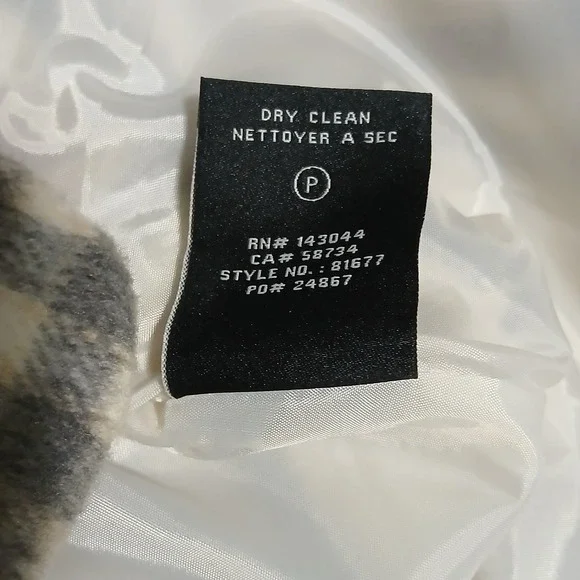 DRY CLEAN
NETTOYER A SEC
P
RN# 143044
CA# 58734
STYLE NO. : 81677
PO# 24867